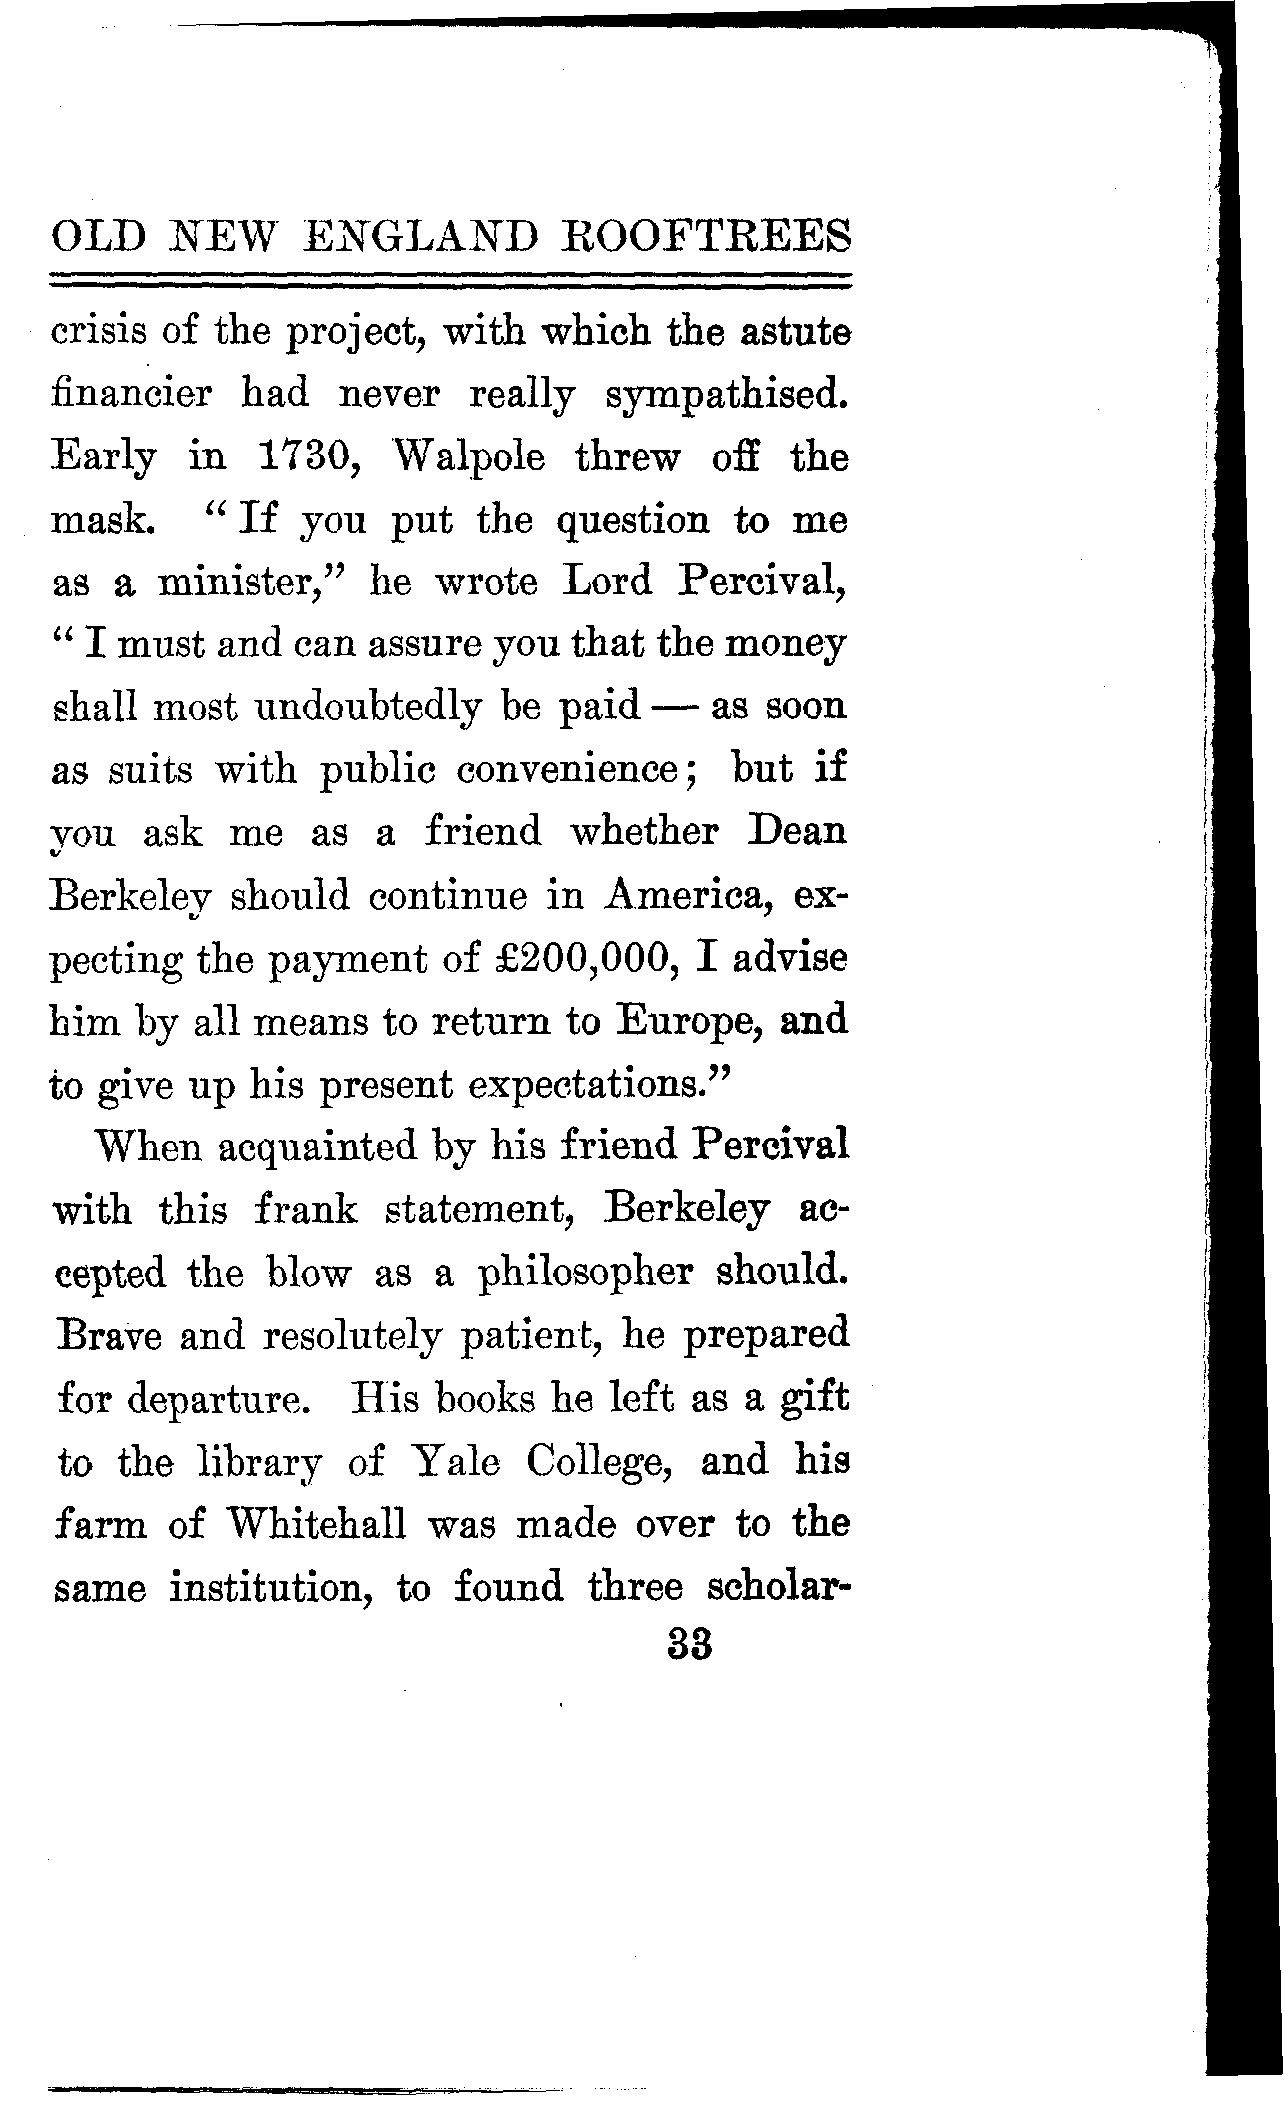 OLD NEW ENGLAND ROOFTREES
crisis of the project, with which the astute
financier had never really sympathised.
Early in 1730, Walpole threw off the
mask. “ If you put the question to me
as a minister,” he wrote Lord Percival,
“ I must and can assure you that the money
shall most undoubtedly be paid — as soon
as suits with public convenience; but if
you ask me as a friend whether Dean
Berkeley should continue in America, ex-
pecting the payment of £200,000, I advise
him by all means to return to Europe, and
to give up his present expectations.”
When acquainted by his friend Percival
with this frank statement, Berkeley ac-
cepted the blow as a philosopher should.
Brave and resolutely patient, he prepared
for departure. His books he left as a gift
to the library of Yale College, and his
farm of Whitehall was made over to the
same institution, to found three scholar-
33